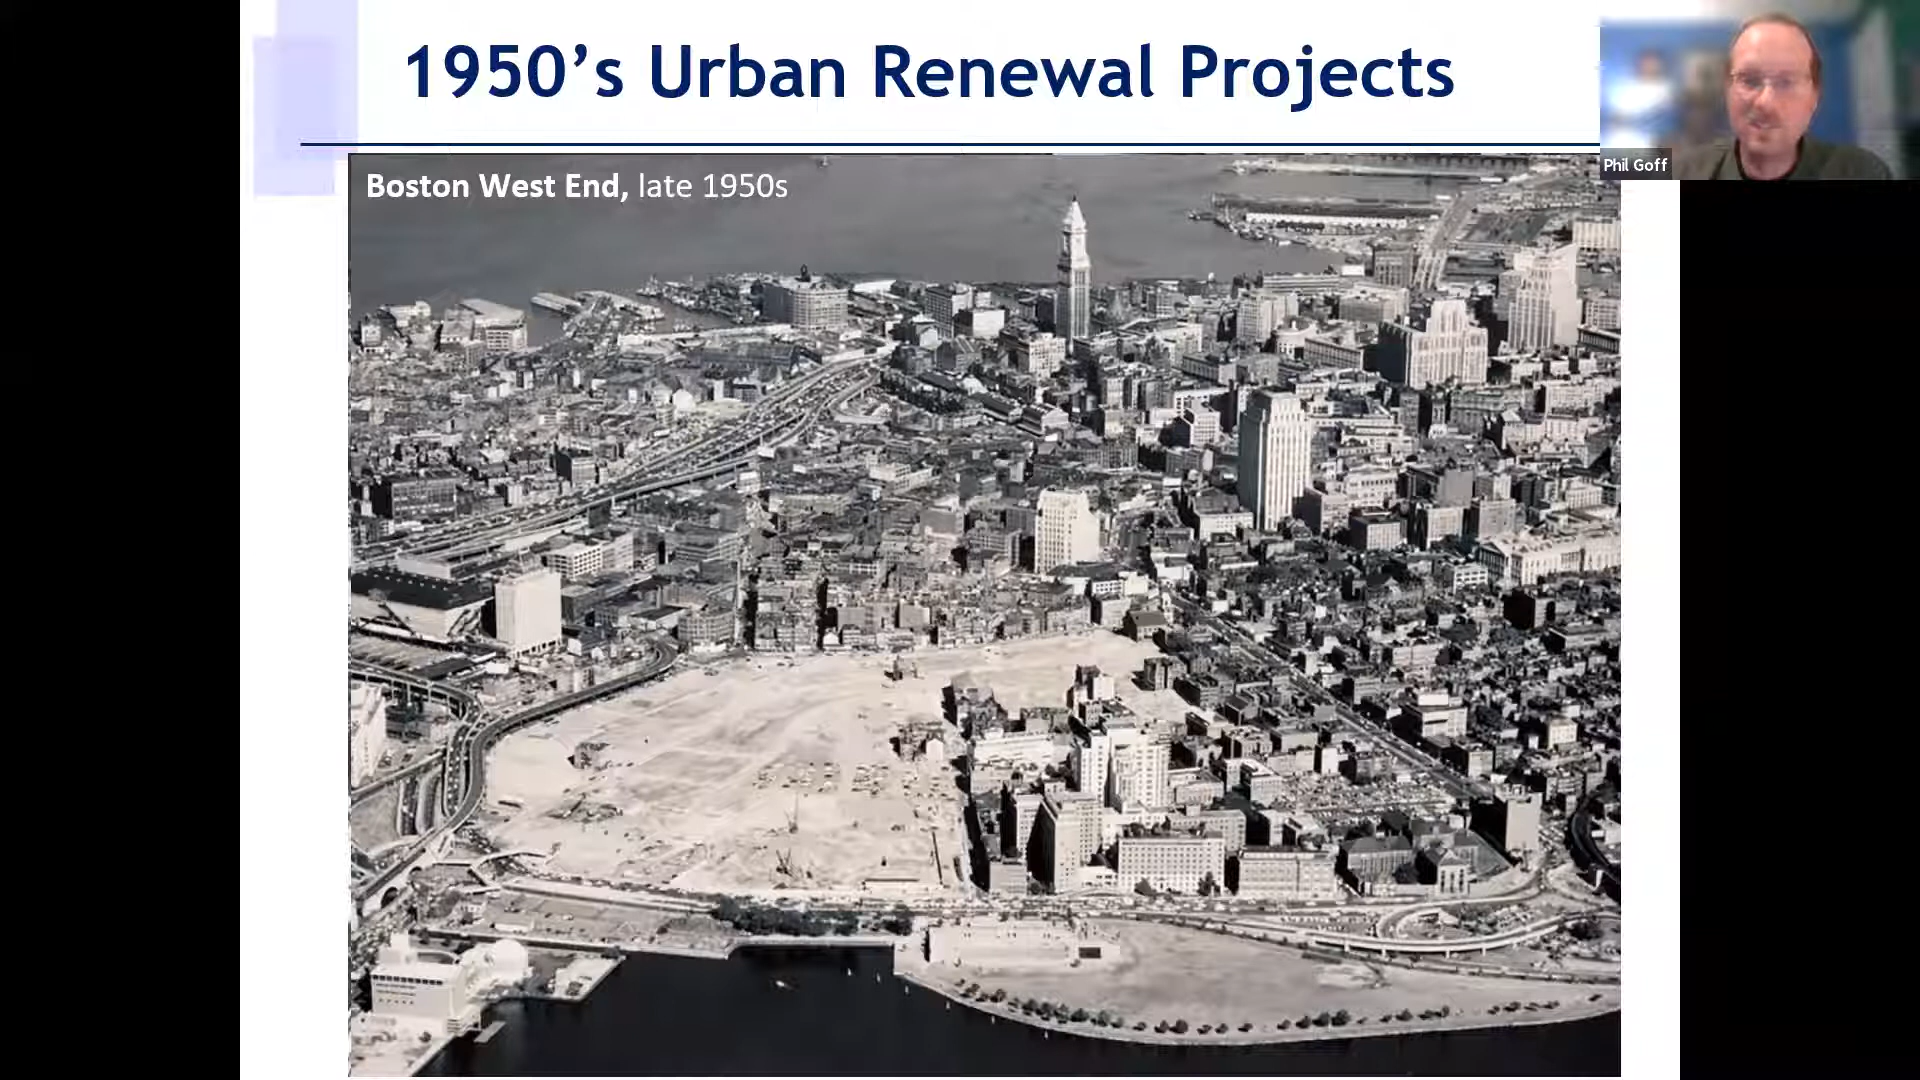 1950’s Urban Renewal Projects
Boston West End, late 1950s
Phil Goff